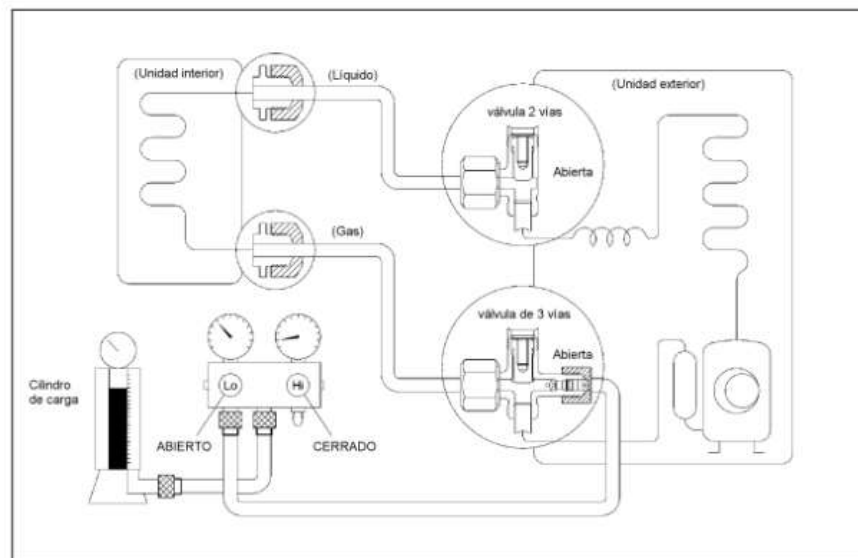 (Unidad interior)
(Líquido)
(Unidad exterior)
válvula 2 vías
Abierta
(Gas)
válvula de 3 vías
Abierta
Cilindro
de carga
Lo
Hi
ABIERTO
CERRADO